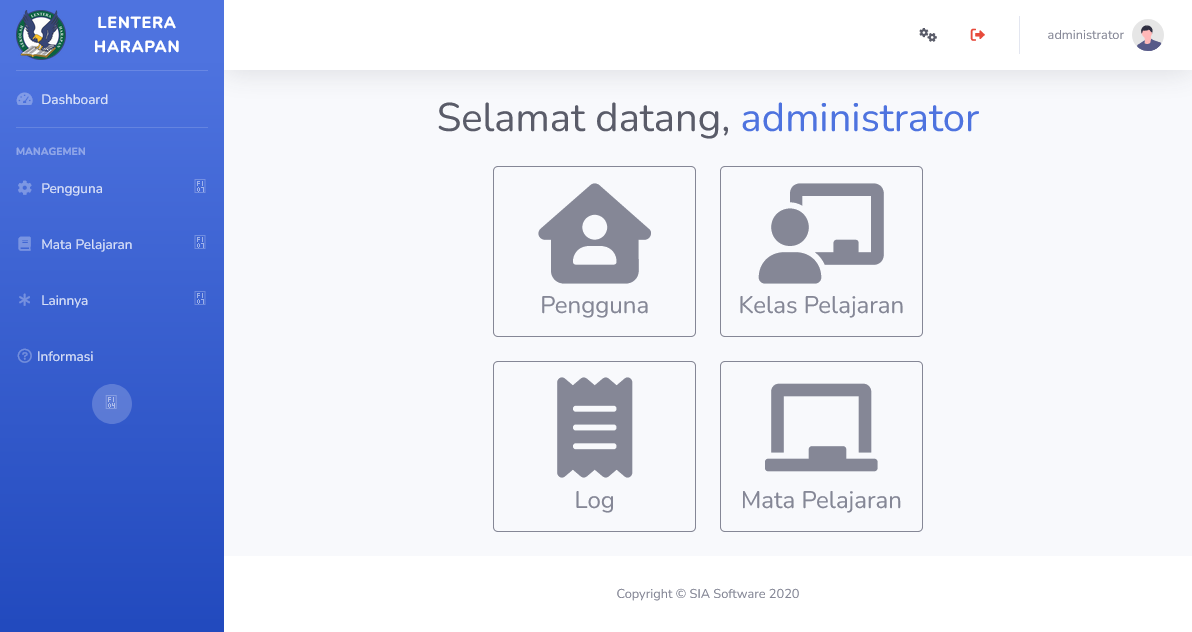 LENTERA
HARAPAN
administrator
Dashboard
MANAGEMEN
Pengguna
Mata Pelajaran
Lainnya
Informasi
Selamat datang, administrator
Pengguna
Kelas Pelajaran
Log
Mata Pelajaran
Copyright © SIA Software 2020